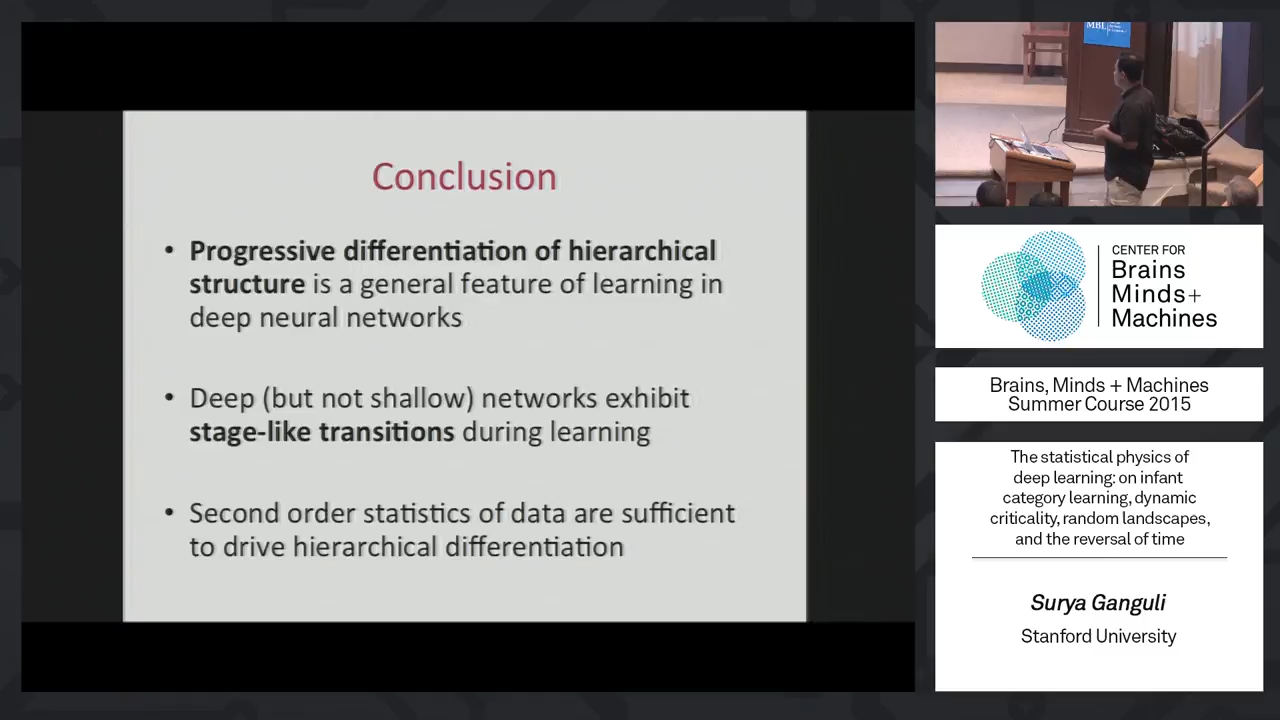 Conclusion
• Progressive differentiation of hierarchical
structure is a general feature of learning in
deep neural networks
• Deep (but not shallow) networks exhibit
stage-like transitions during learning
• Second order statistics of data are sufficient
to drive hierarchical differentiation
MBL
CENTER FOR
Brains
Minds+
Machines
Brains, Minds + Machines
Summer Course 2015
The statistical physics of
deep learning: on infant
category learning, dynamic
criticality, random landscapes,
and the reversal of time
Surya Ganguli
Stanford University